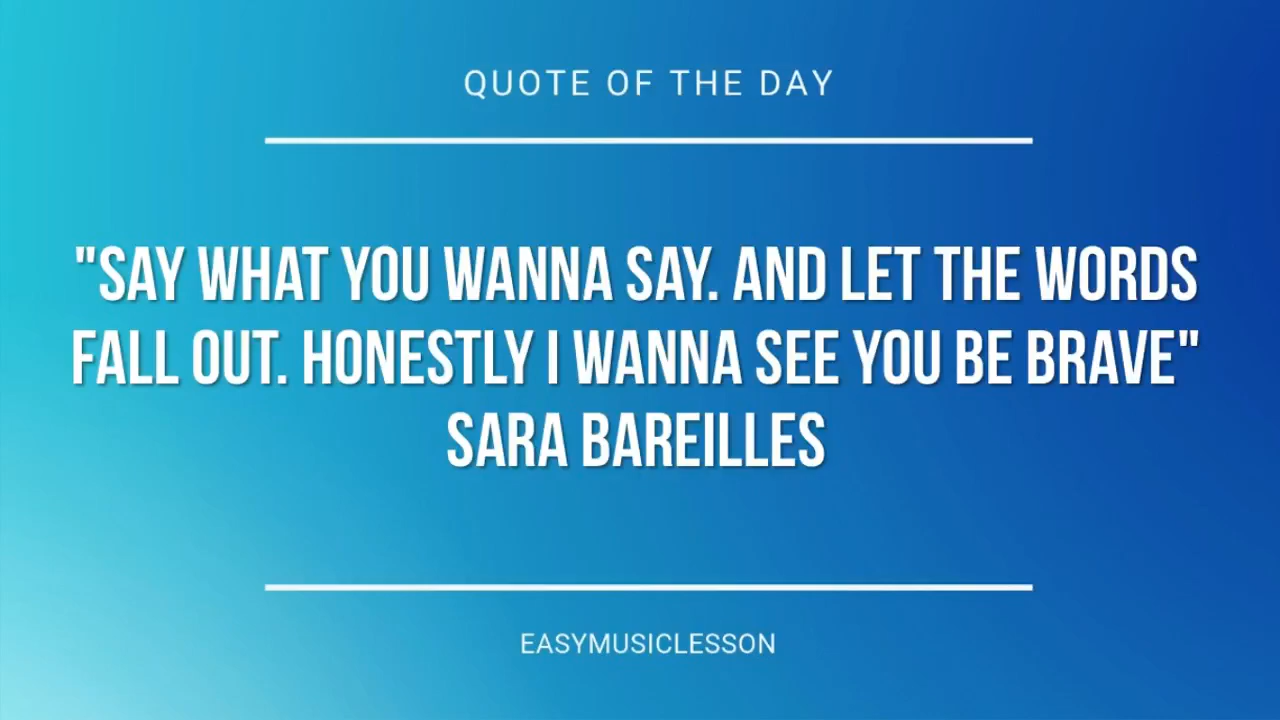 QUOTE OF THE DAY
"SAY WHAT YOU WANNA SAY. AND LET THE WORDS
FALL OUT. HONESTLY I WANNA SEE YOU BE BRAVE"
SARA BAREILLES
EASYMUSICLESSON